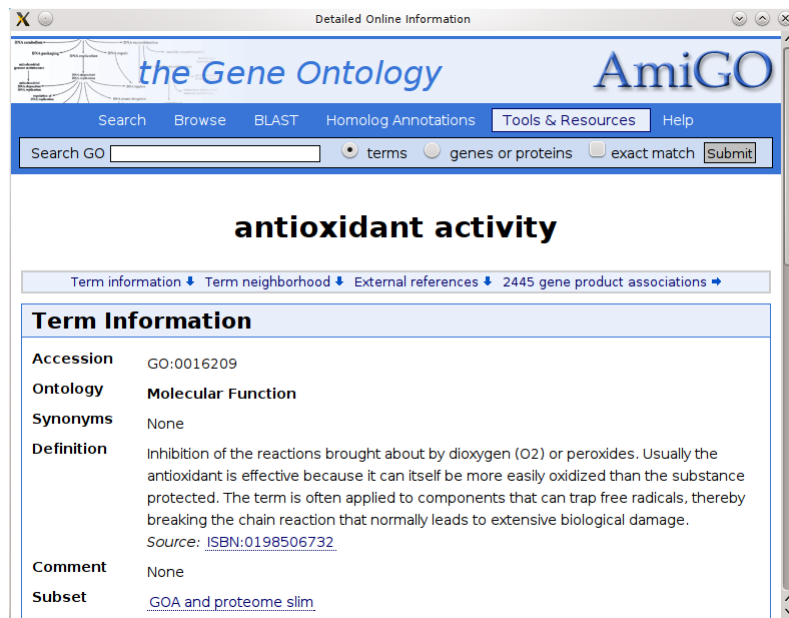 Detailed Online Information
the Gene Ontology
AmiGO
Search Browse BLAST Homolog Annotations Tools & Resources Help
Search GO terms genes or proteins exact match Submit
antioxidant activity
Term information Term neighborhood External references 2445 gene product associations
Term Information
Accession GO:0016209
Ontology Molecular Function
Synonyms None
Definition Inhibition of the reactions brought about by dioxygen (O2) or peroxides. Usually the
antioxidant is effective because it can itself be more easily oxidized than the substance
protected. The term is often applied to components that can trap free radicals, thereby
breaking the chain reaction that normally leads to extensive biological damage.
Source: ISBN:0198506732
Comment None
Subset GOA and proteome slim